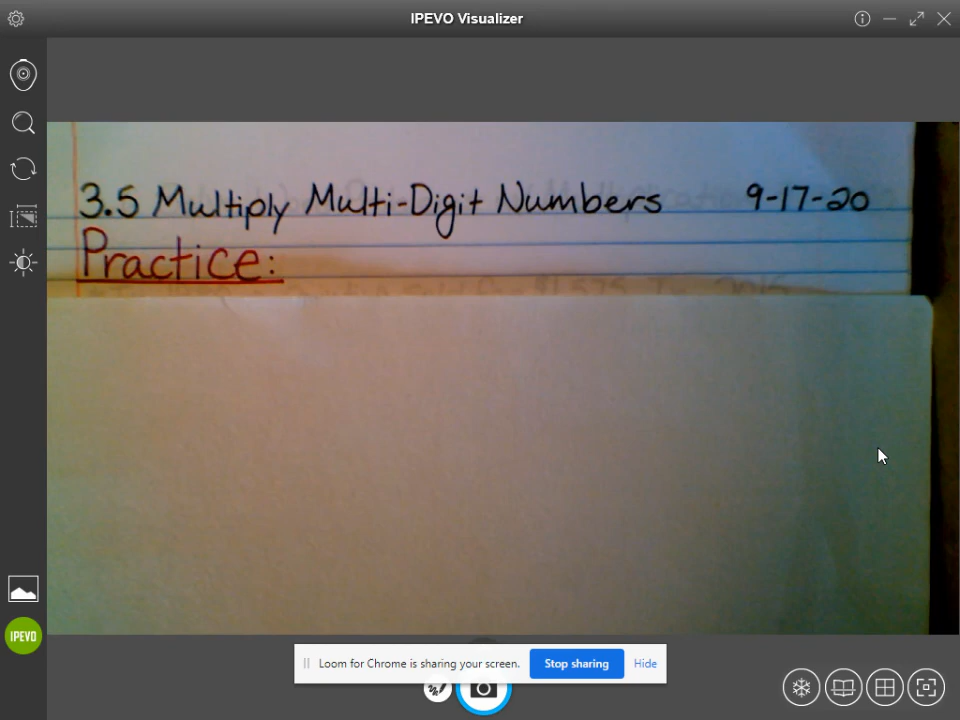 IPEVO Visualizer
3.5 Multiply Multi-Digit Numbers 9-17-20
Practice:
IPEVO
Loom for Chrome is sharing your screen. Stop sharing Hide